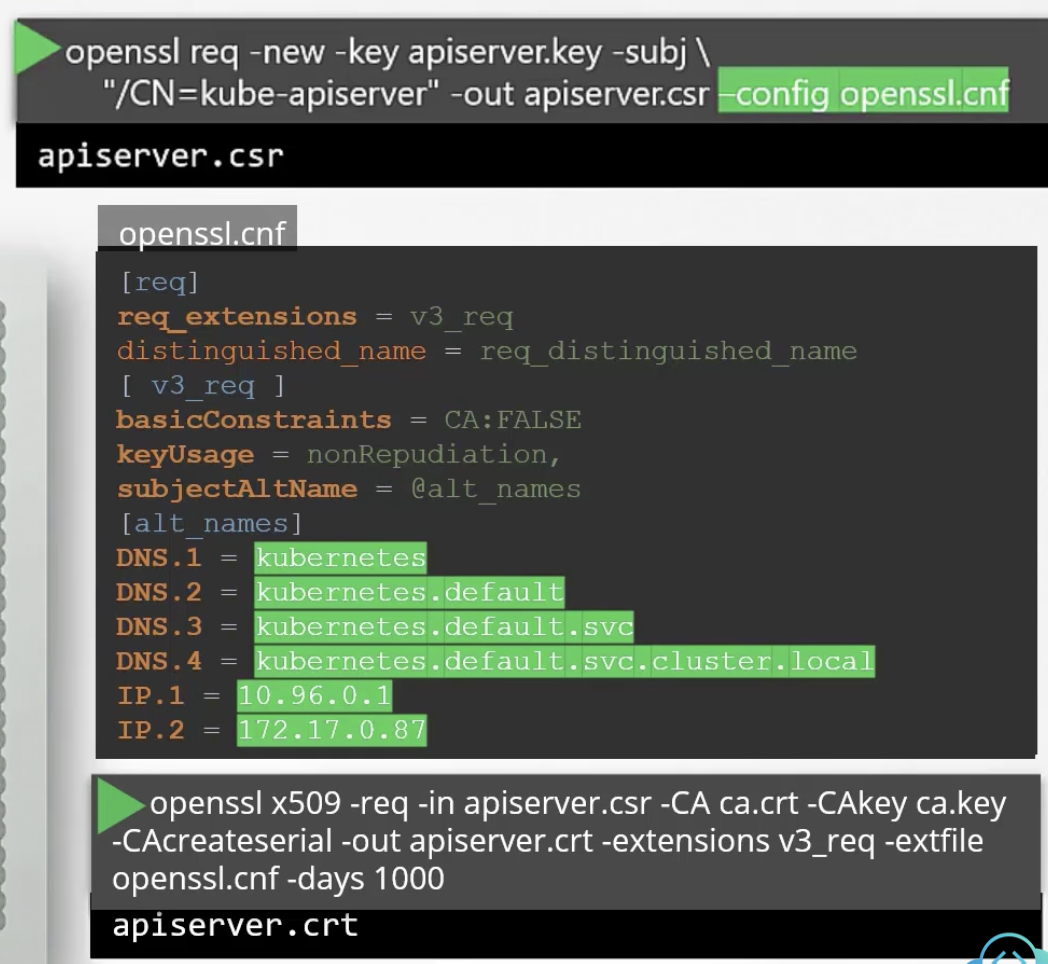 openssl req –new -key apiserver.key -subj \
"/CN=kube-apiserver" -out apiserver.csr –config openssl.cnf
apiserver.csr
openssl.cnf
[req]
req_extensions = v3_req
distinguished_name = req_distinguished_name
[ v3_req ]
basicConstraints = CA:FALSE
keyUsage = nonRepudiation,
subjectAltName = @alt_names
[alt_names]
DNS.1 = kubernetes
DNS.2 = kubernetes.default
DNS.3 = kubernetes.default.svc
DNS.4 = kubernetes.default.svc.cluster.local
IP.1 = 10.96.0.1
IP.2 = 172.17.0.87
openssl x509 -req -in apiserver.csr -CA ca.crt -CAkey ca.key
-CAcreateserial -out apiserver.crt -extensions v3_req -extfile
openssl.cnf -days 1000
apiserver.crt